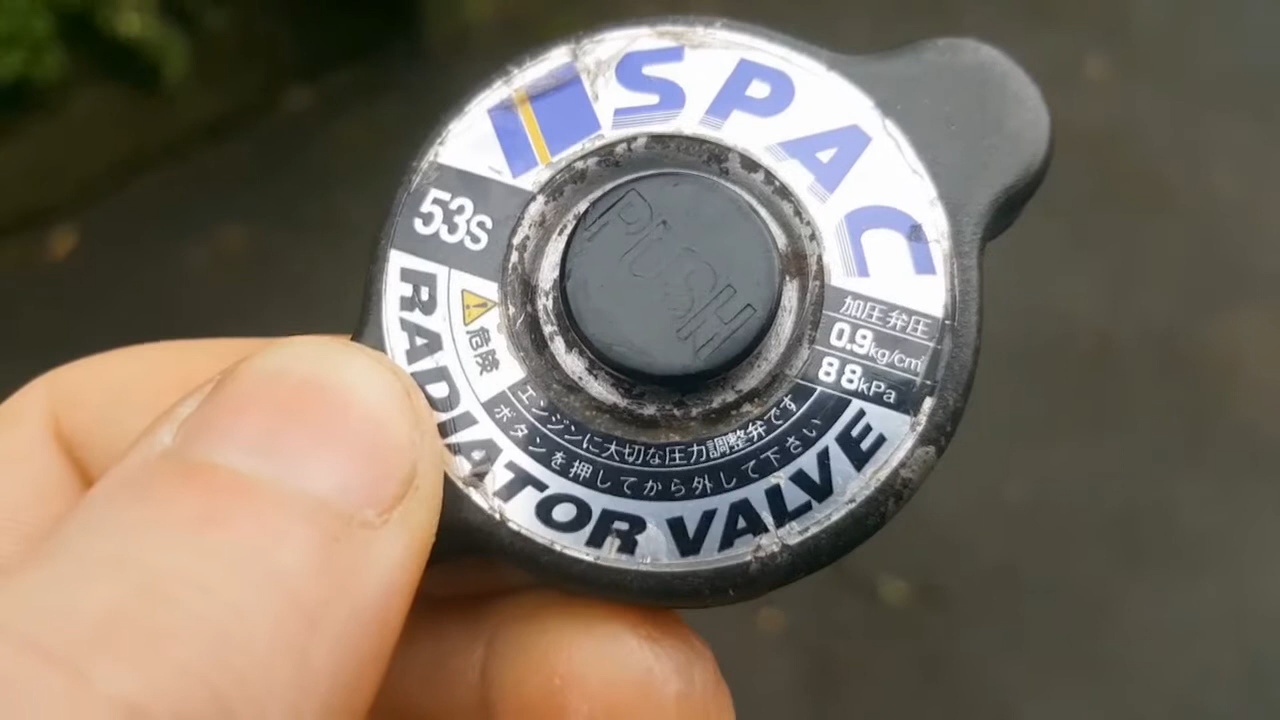 SPAC
53s
RADIATOR VALVE
危険
PUSH
加圧弁圧
0.9kg/cm²
88kPa
エンジンに大切な圧力調整弁です
ボタンを押してから外して下さい